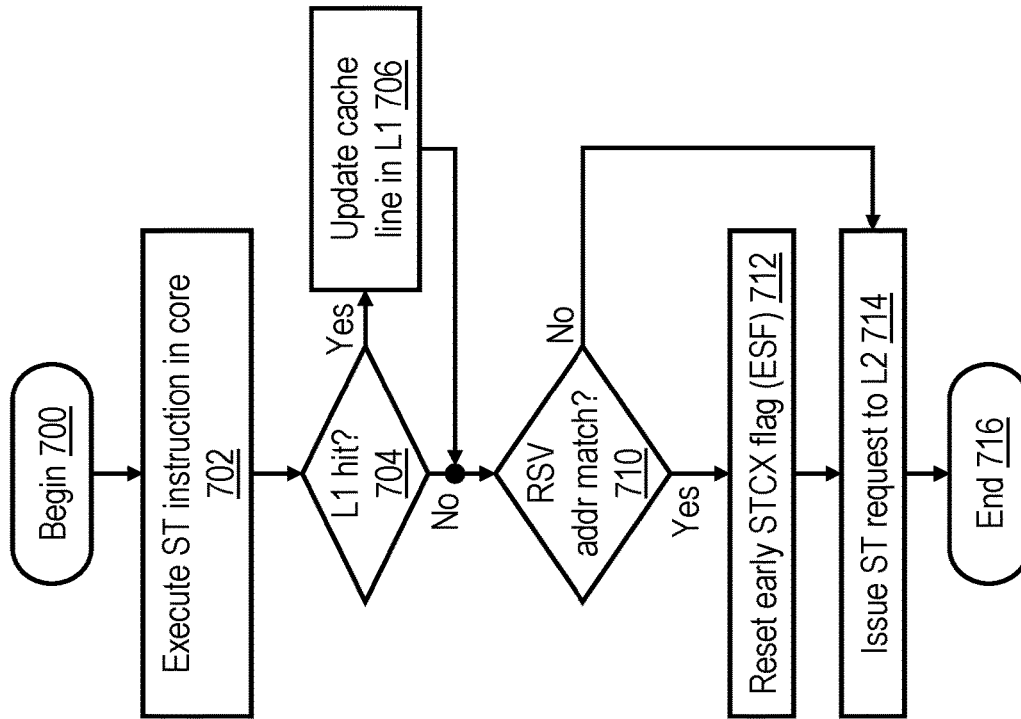 Begin 700
Execute ST instruction in core
702
L1 hit?
704
Yes
No
Update cache
line in L1 706
RSV
addr match?
710
No
Yes
Reset early STCX flag (ESF) 712
Issue ST request to L2 714
End 716